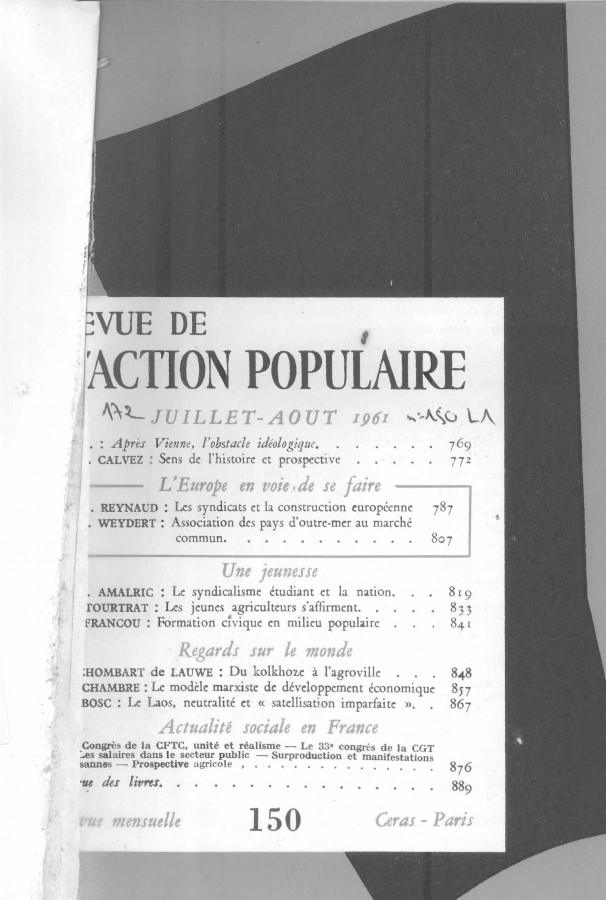 EVUE DE
'ACTION POPULAIRE
172 JUILLET-AOUT 1961 n°150 L1
. : Après Vienne, l'obstacle idéologique. . . . . . . . 769
. CALVEZ : Sens de l'histoire et prospective . . . . . 772
L'Europe en voie de se faire
. REYNAUD : Les syndicats et la construction européenne 787
. WEYDERT : Association des pays d'outre-mer au marché
commun. . . . . . . . . . . 807
Une jeunesse
. AMALRIC : Le syndicalisme étudiant et la nation. . . 819
TOURTRAT : Les jeunes agriculteurs s'affirment. . . . . 833
FRANCOU : Formation civique en milieu populaire . . . 841
Regards sur le monde
CHOMBART de LAUWE : Du kolkhoze à l'agroville . . . 848
CHAMBRE : Le modèle marxiste de développement économique 857
BOSC : Le Laos, neutralité et « satellisation imparfaite ». . 867
Actualité sociale en France
Congrès de la CFTC, unité et réalisme — Le 33e congrès de la CGT
Les salaires dans le secteur public — Surproduction et manifestations
sannes — Prospective agricole , . . . . . . . . . . . . 876
ue des livres. . . . . . . . . . . . . . . . 889
vue mensuelle 150 Ceras - Paris